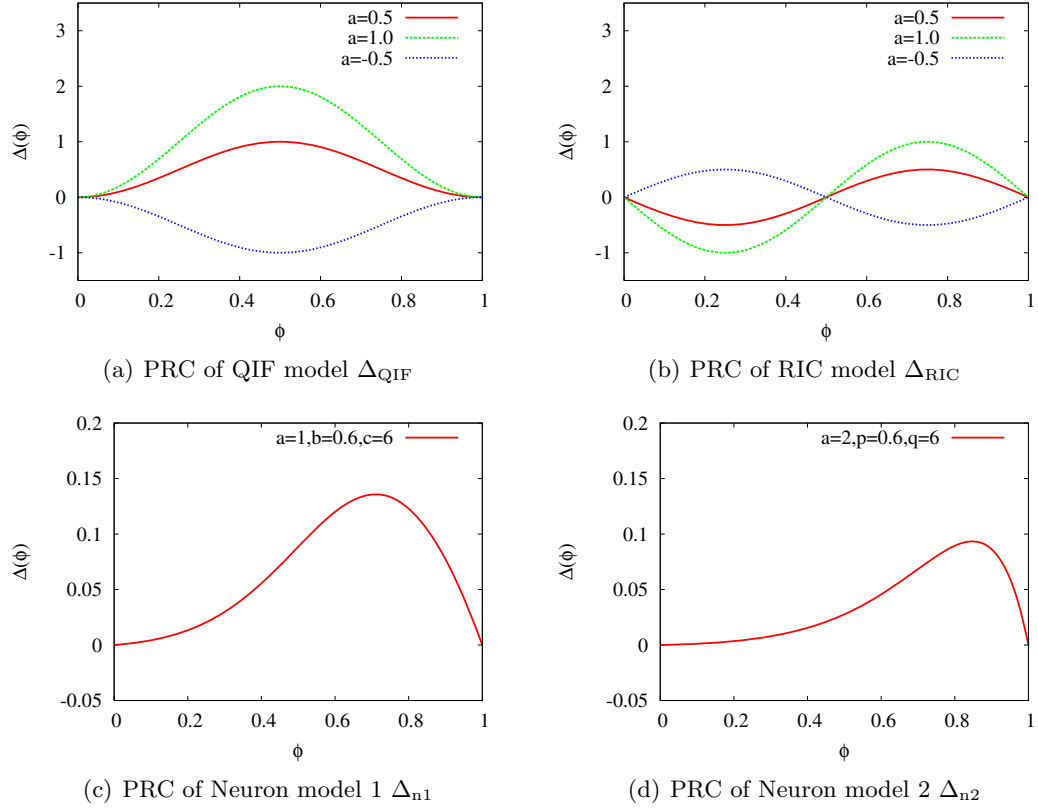 3
2
1
0
-1
0
0.2
0.4
0.6
0.8
1
Δ(ϕ)
ϕ
a=0.5
a=1.0
a=-0.5
(a) PRC of QIF model Δ_QIF
3
2
1
0
-1
0
0.2
0.4
0.6
0.8
1
Δ(ϕ)
ϕ
a=0.5
a=1.0
a=-0.5
(b) PRC of RIC model Δ_RIC
0.2
0.15
0.1
0.05
0
-0.05
0
0.2
0.4
0.6
0.8
1
Δ(ϕ)
ϕ
a=1,b=0.6,c=6
(c) PRC of Neuron model 1 Δ_n1
0.2
0.15
0.1
0.05
0
-0.05
0
0.2
0.4
0.6
0.8
1
Δ(ϕ)
ϕ
a=2,p=0.6,q=6
(d) PRC of Neuron model 2 Δ_n2